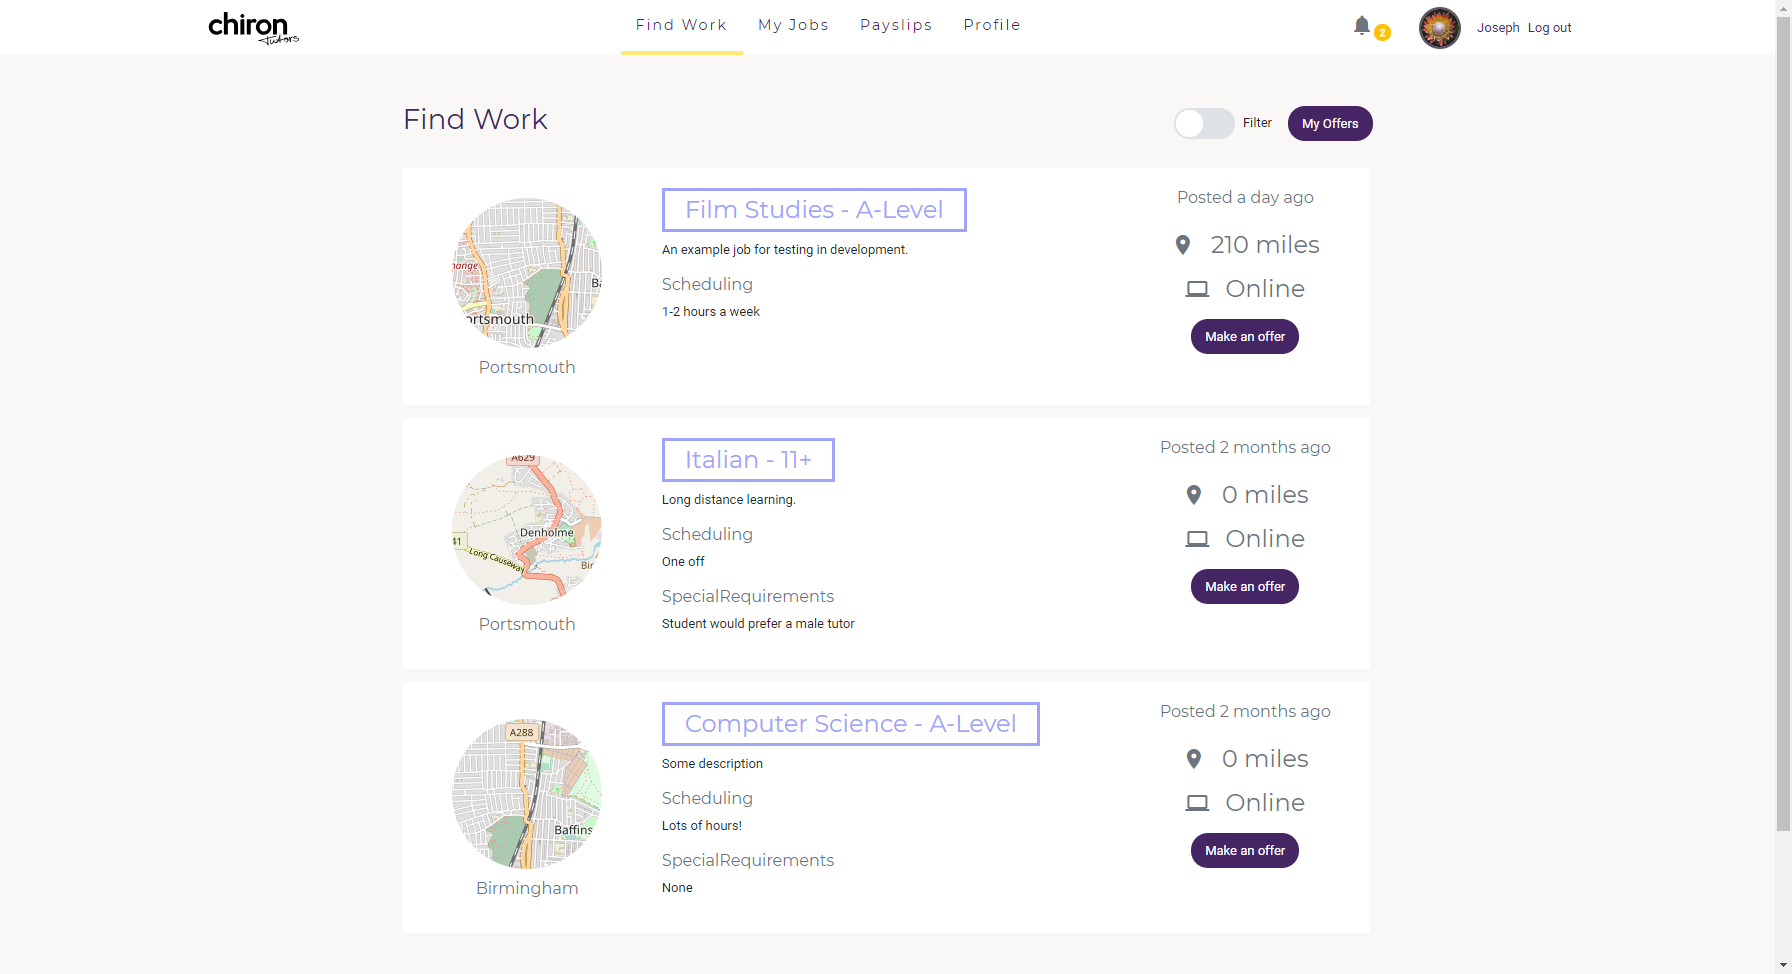 chiron
Tutors
Find Work
My Jobs
Payslips
Profile
2
Joseph
Log out
Find Work
Filter
My Offers
Film Studies - A-Level
An example job for testing in development.
Scheduling
1-2 hours a week
Portsmouth
Posted a day ago
210 miles
Online
Make an offer
hange
Ba
ortsmouth
Italian - 11+
Long distance learning.
Scheduling
One off
SpecialRequirements
Student would prefer a male tutor
Portsmouth
Posted 2 months ago
0 miles
Online
Make an offer
A629
Denholme
41
Long Causeway
Bir
Computer Science - A-Level
Some description
Scheduling
Lots of hours!
SpecialRequirements
None
Birmingham
Posted 2 months ago
0 miles
Online
Make an offer
A288
Baffins